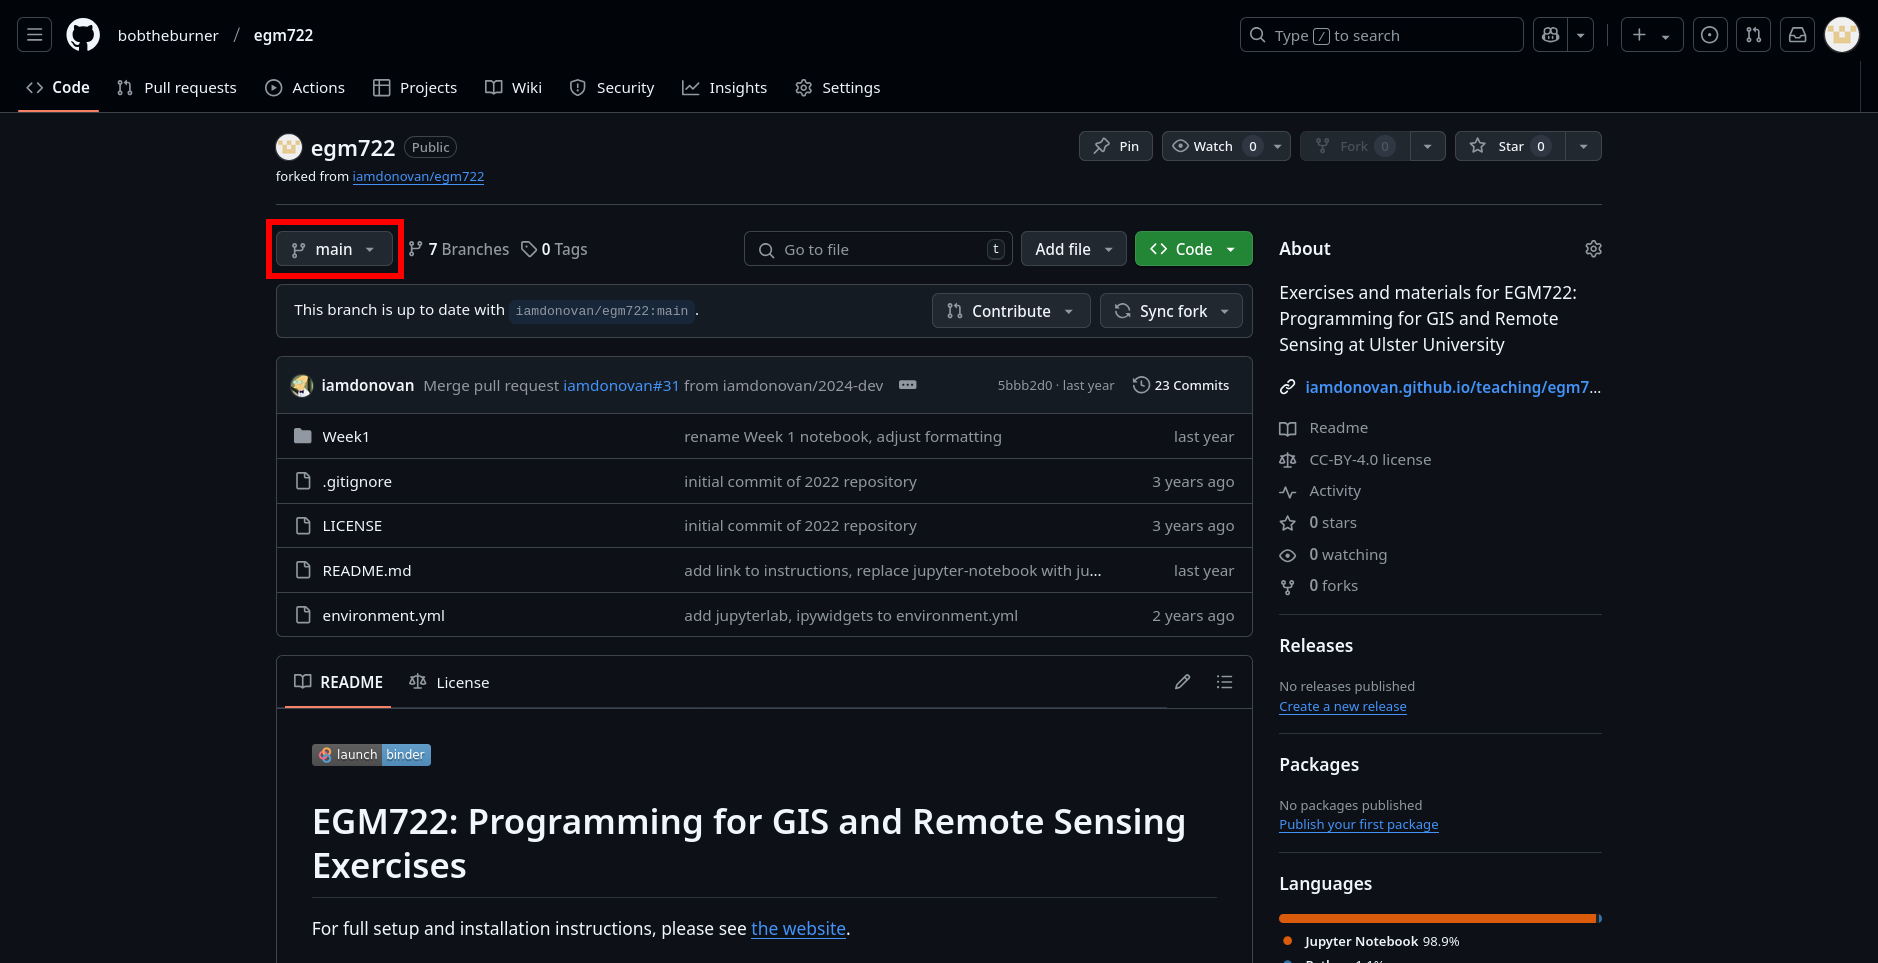 bobtheburner / egm722
Type / to search
Code Pull requests Actions Projects Wiki Security Insights Settings
egm722 Public
Pin Watch 0 Fork 0 Star 0
forked from iamdonovan/egm722
main 7 Branches 0 Tags Go to file t Add file Code
This branch is up to date with iamdonovan/egm722:main . Contribute Sync fork
iamdonovan Merge pull request iamdonovan#31 from iamdonovan/2024-dev 5bbb2d0 · last year 23 Commits
Week1 rename Week 1 notebook, adjust formatting last year
.gitignore initial commit of 2022 repository 3 years ago
LICENSE initial commit of 2022 repository 3 years ago
README.md add link to instructions, replace jupyter-notebook with ju... last year
environment.yml add jupyterlab, ipywidgets to environment.yml 2 years ago
README License
launch binder
EGM722: Programming for GIS and Remote Sensing
Exercises
For full setup and installation instructions, please see the website.
About
Exercises and materials for EGM722:
Programming for GIS and Remote
Sensing at Ulster University
iamdonovan.github.io/teaching/egm7...
Readme
CC-BY-4.0 license
Activity
0 stars
0 watching
0 forks
Releases
No releases published
Create a new release
Packages
No packages published
Publish your first package
Languages
Jupyter Notebook 98.9%